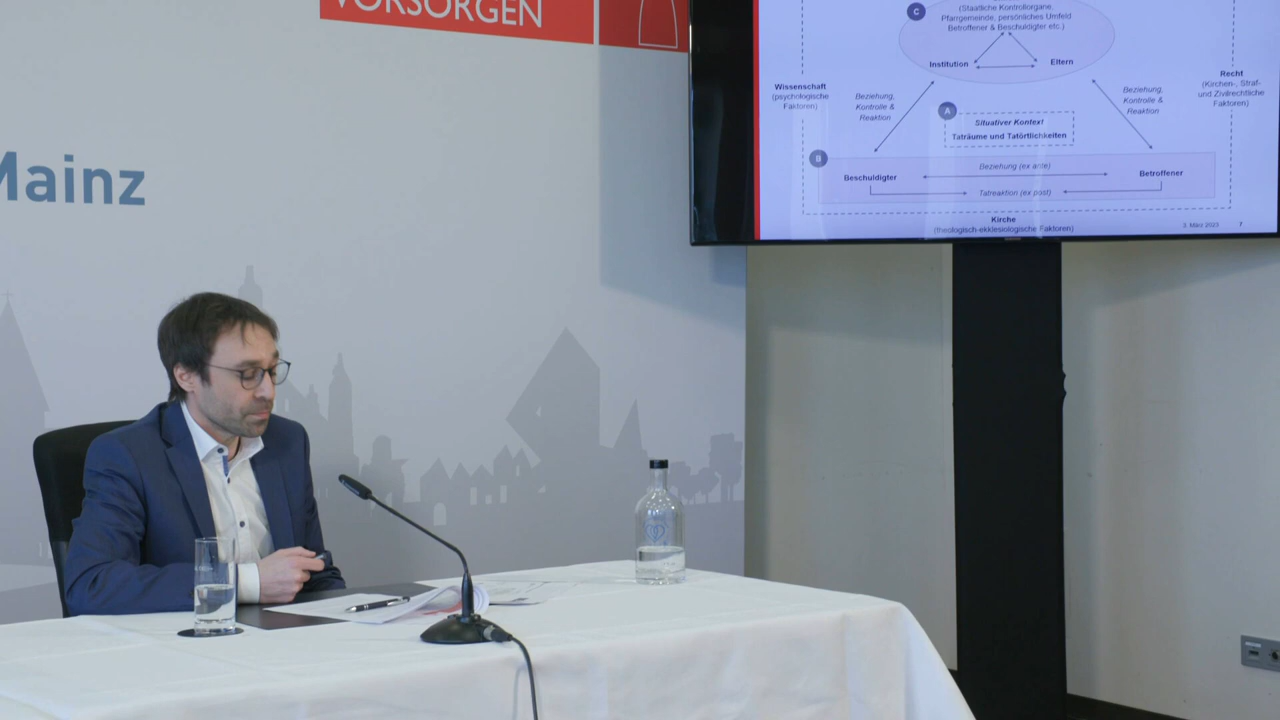 VORSORGEN
Mainz
C
(Staatliche Kontrollorgane,
Pfarrgemeinde, persönliches Umfeld
Betroffener & Beschuldigter etc.)
Institution
Eltern
Wissenschaft
(psychologische
Faktoren)
Beziehung,
Kontrolle &
Reaktion
Beziehung,
Kontrolle &
Reaktion
Recht
(Kirchen-, Straf-
und Zivilrechtliche
Faktoren)
A
Situativer Kontext
Taträume und Tatörtlichkeiten
B
Beschuldigter
Beziehung (ex ante)
Betroffener
Tatreaktion (ex post)
Kirche
(theologisch-ekklesiologische Faktoren)
3. März 2023
7